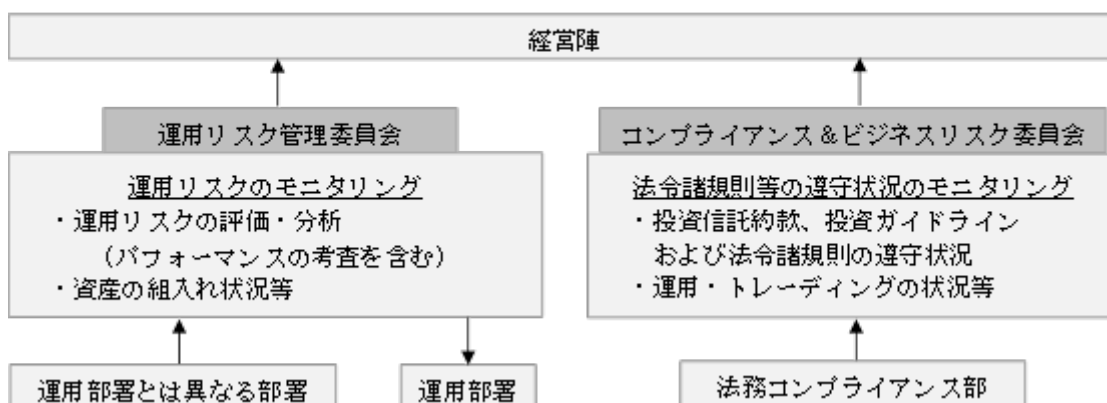 経営陣
運用リスク管理委員会
運用リスクのモニタリング
・運用リスクの評価・分析
（パフォーマンスの考査を含む）
・資産の組入れ状況等
コンプライアンス＆ビジネスリスク委員会
法令諸規則等の遵守状況のモニタリング
・投資信託約款、投資ガイドライン
および法令諸規則の遵守状況
・運用・トレーディングの状況等
運用部署とは異なる部署
運用部署
法務コンプライアンス部